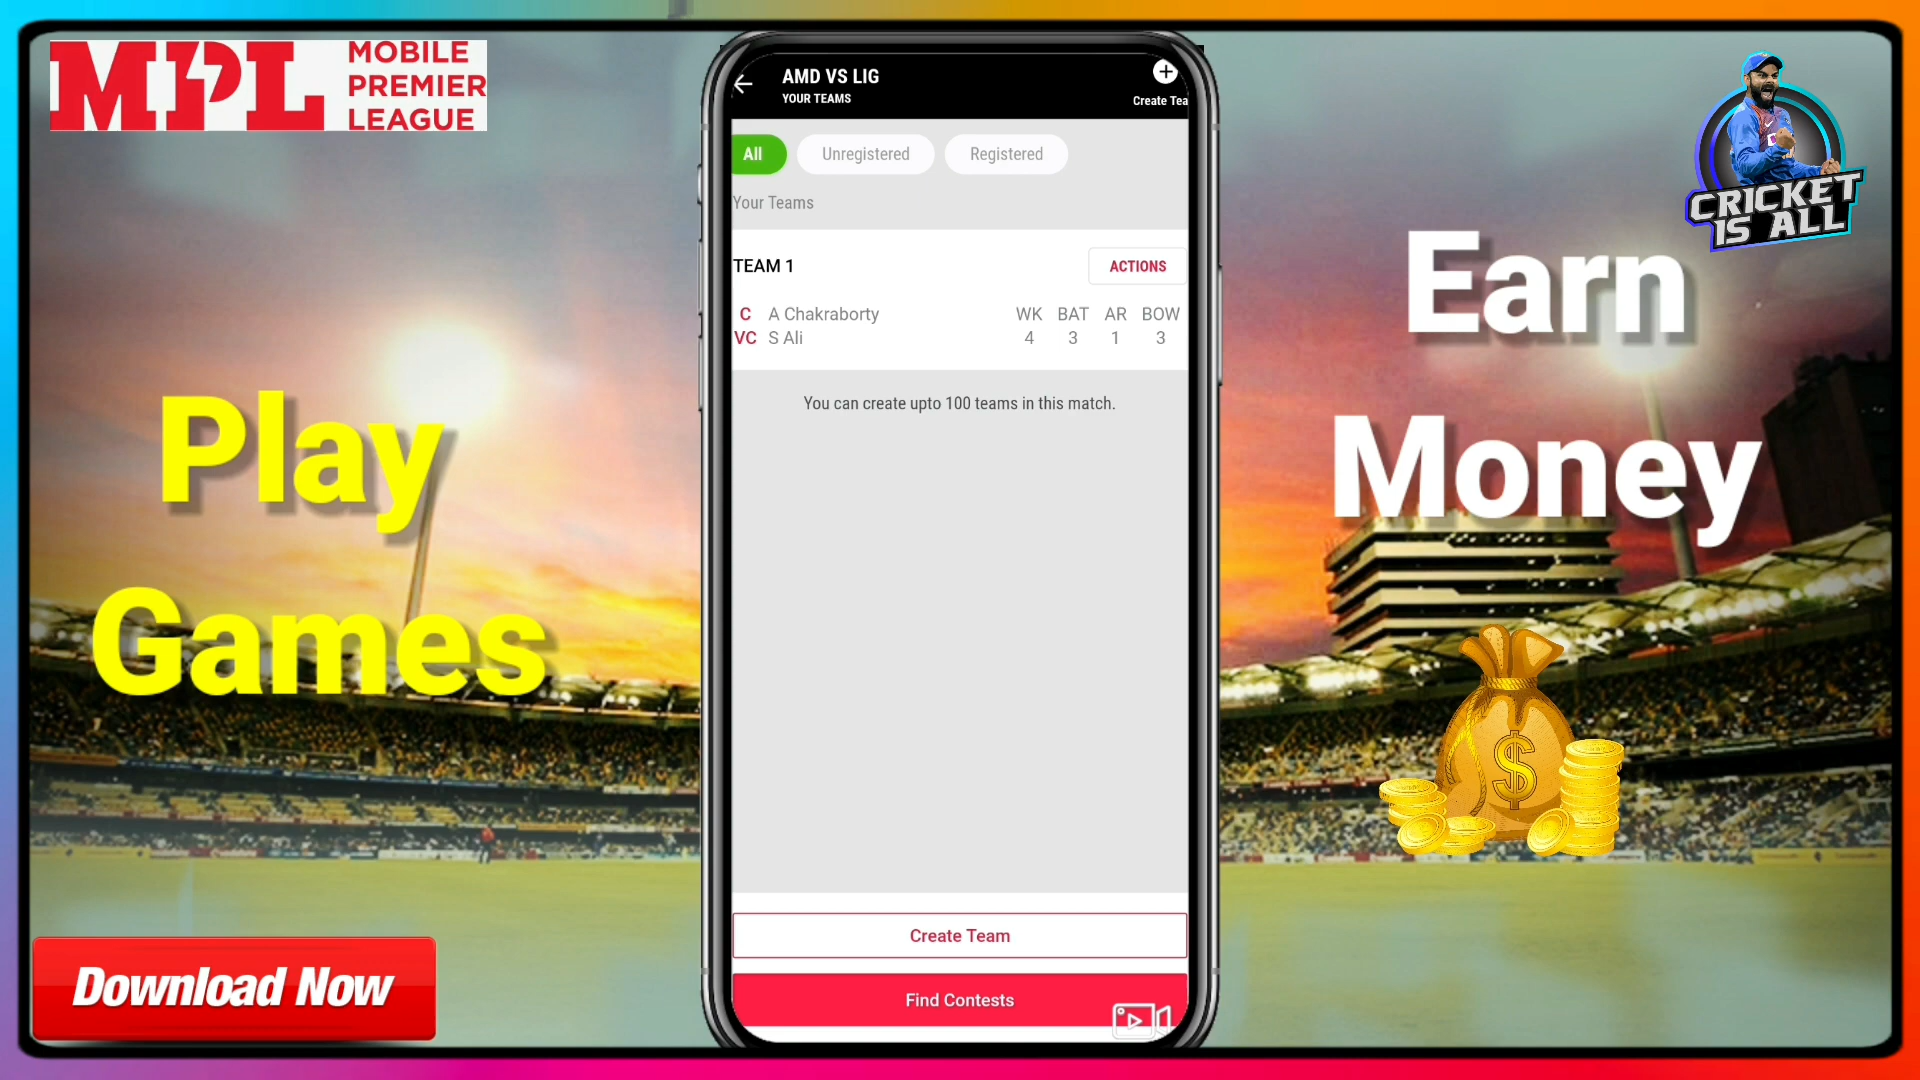 MPL
MOBILE
PREMIER
LEAGUE
AMD VS LIG
YOUR TEAMS
Create Tea
All
Unregistered
Registered
Your Teams
TEAM 1
ACTIONS
C A Chakraborty WK BAT AR BOW
VC S Ali 4 3 1 3
You can create upto 100 teams in this match.
Create Team
Find Contests
Play
Games
Download Now
CRICKET
IS ALL
Earn
Money
$